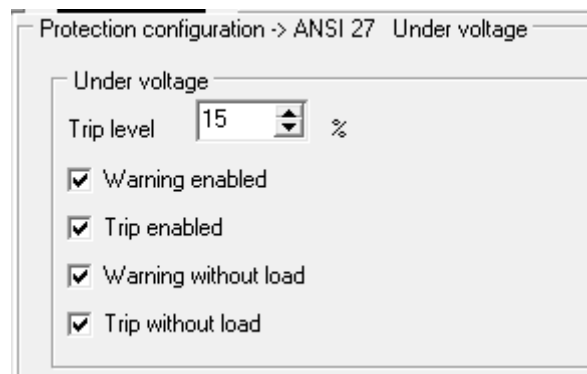 Protection configuration -> ANSI 27 Under voltage
Under voltage
Trip level 15 %
Warning enabled
Trip enabled
Warning without load
Trip without load